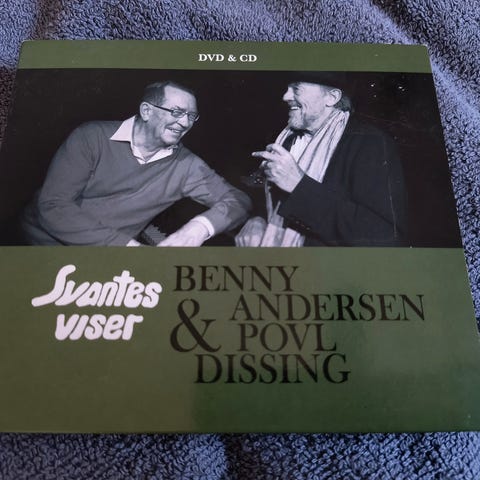 DVD & CD
Svantes
viser
BENNY
ANDERSEN
& POVL
DISSING